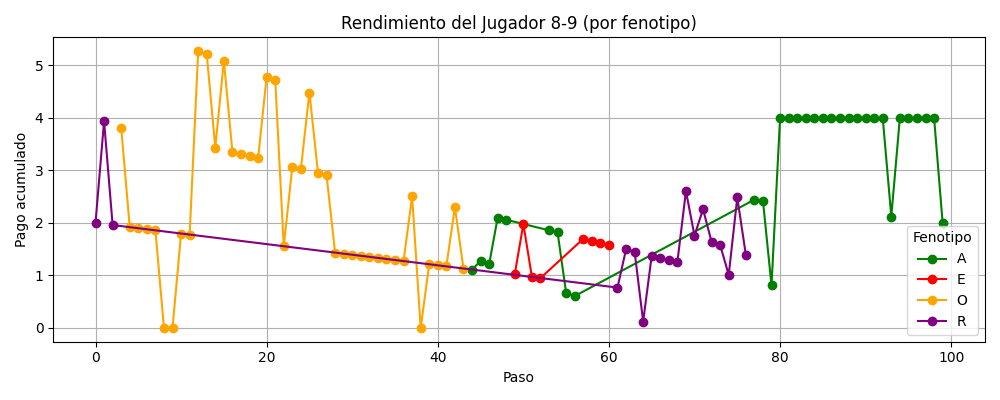 Rendimiento del Jugador 8-9 (por fenotipo)
Pago acumulado
5
4
3
2
1
0
0 20 40 60 80 100
Paso
Fenotipo
A
E
O
R